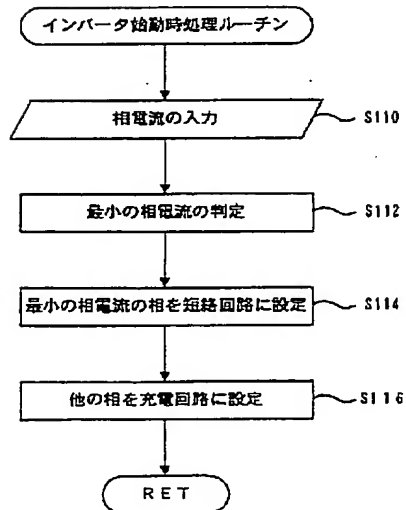 インバータ始動時処理ルーチン
相電流の入力
S110
最小の相電流の判定
S112
最小の相電流の相を短絡回路に設定
S114
他の相を充電回路に設定
S116
RET